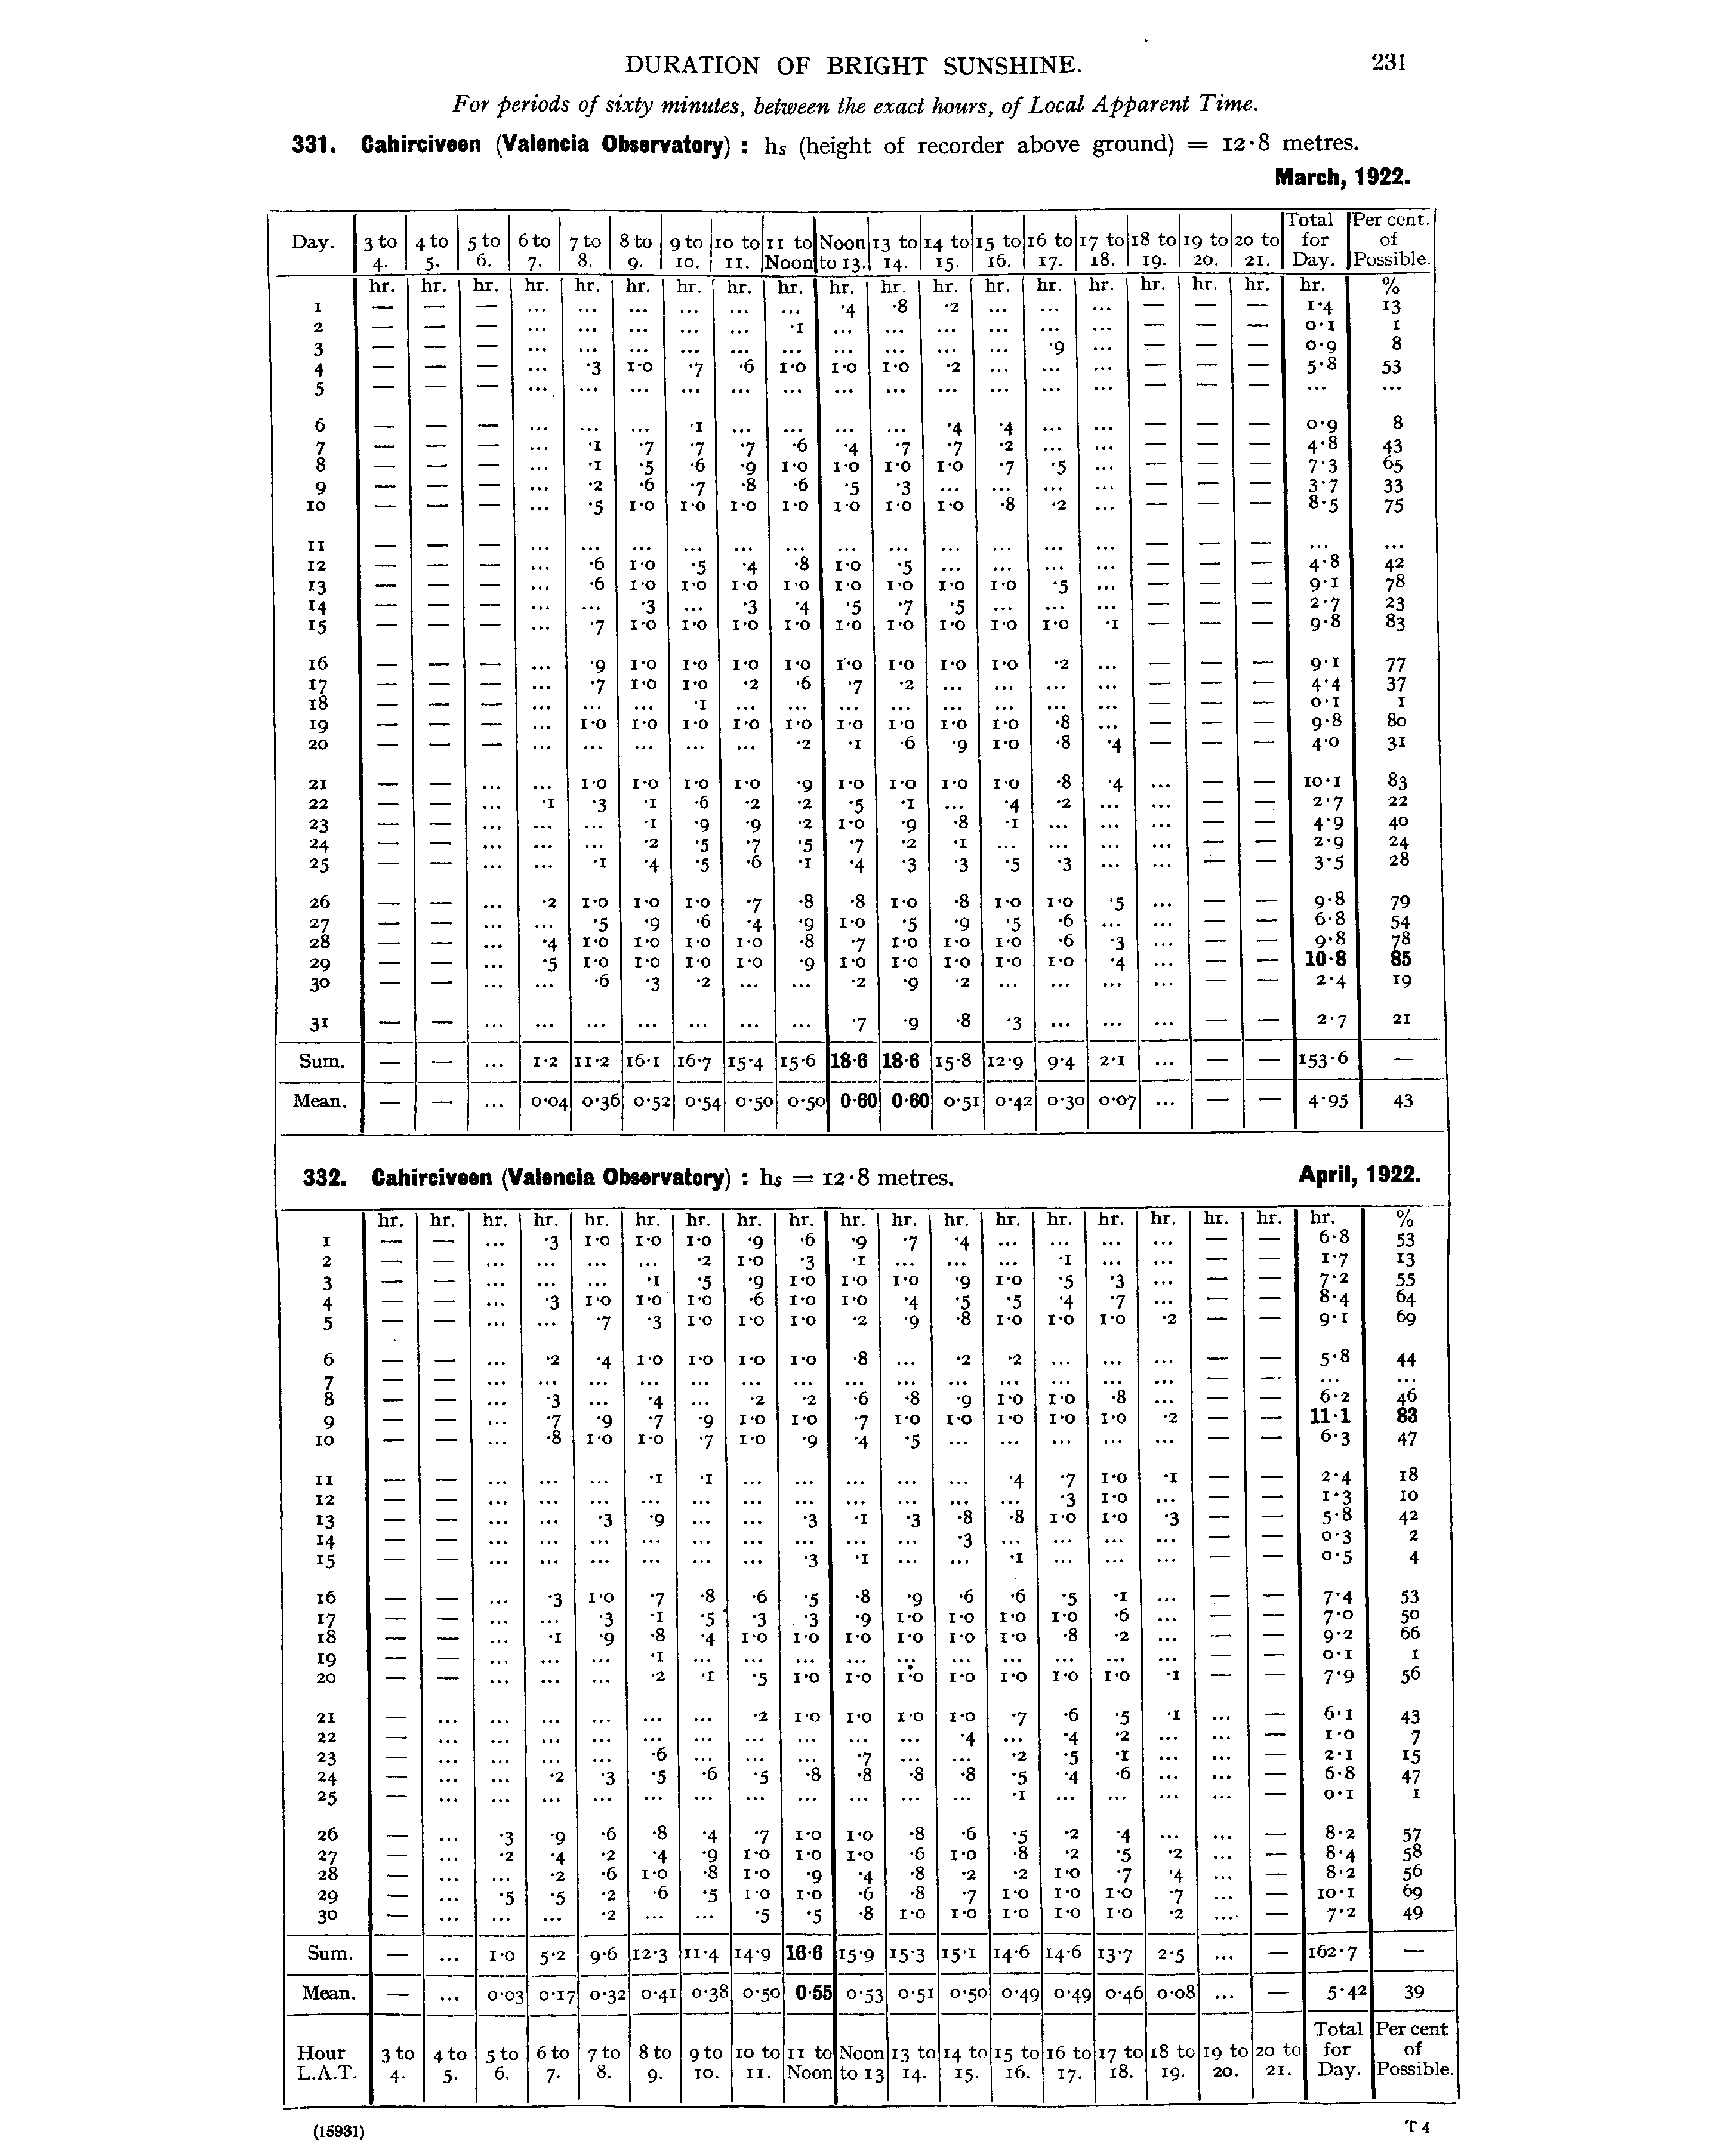 DURATION OF BRIGHT SUNSHINE. 231
For periods of sixty minutes, between the exact hours, of Local Apparent Time.
331. Cahirciveen (Valencia Observatory) : hs (height of recorder above ground) = 12·8 metres.
March, 1922.
Day. 3 to 4. 4 to 5. 5 to 6. 6 to 7. 7 to 8. 8 to 9. 9 to 10. 10 to 11. 11 to Noon Noon to 13. 13 to 14. 14 to 15. 15 to 16. 16 to 17. 17 to 18. 18 to 19. 19 to 20. 20 to 21. Total for Day. Per cent. of Possible.
hr. hr. hr. hr. hr. hr. hr. hr. hr. hr. hr. hr. hr. hr. hr. hr. hr. hr. hr. %
1 — — — ... ... ... ... ... ... ·4 ·8 ·2 ... ... ... — — — 1·4 13
2 — — — ... ... ... ... ... ·1 ... ... ... ... ... ... — — — 0·1 1
3 — — — ... ... ... ... ... ... ... ... ... ... ·9 ... — — — 0·9 8
4 — — — ... ·3 1·0 ·7 ·6 1·0 1·0 1·0 ·2 ... ... ... — — — 5·8 53
5 — — — ... ... ... ... ... ... ... ... ... ... ... ... — — — ... ...
6 — — — ... ... ... ·1 ... ... ... ... ·4 ·4 ... ... — — — 0·9 8
7 — — — ... ·1 ·7 ·7 ·7 ·6 ·4 ·7 ·7 ·2 ... ... — — — 4·8 43
8 — — — ... ·1 ·5 ·6 ·9 1·0 1·0 1·0 1·0 ·7 ·5 ... — — — 7·3 65
9 — — — ... ·2 ·6 ·7 ·8 ·6 ·5 ·3 ... ... ... ... — — — 3·7 33
10 — — — ... ·5 1·0 1·0 1·0 1·0 1·0 1·0 1·0 ·8 ·2 ... — — — 8·5 75
11 — — — ... ... ... ... ... ... ... ... ... ... ... ... — — — ... ...
12 — — — ... ·6 1·0 ·5 ·4 ·8 1·0 ·5 ... ... ... ... — — — 4·8 42
13 — — — ... ·6 1·0 1·0 1·0 1·0 1·0 1·0 1·0 1·0 ·5 ... — — — 9·1 78
14 — — — ... ... ·3 ... ·3 ·4 ·5 ·7 ·5 ... ... ... — — — 2·7 23
15 — — — ... ·7 1·0 1·0 1·0 1·0 1·0 1·0 1·0 1·0 1·0 ·1 — — — 9·8 83
16 — — — ... ·9 1·0 1·0 1·0 1·0 1·0 1·0 1·0 1·0 ·2 ... — — — 9·1 77
17 — — — ... ·7 1·0 1·0 ·2 ·6 ·7 ·2 ... ... ... ... — — — 4·4 37
18 — — — ... ... ... ·1 ... ... ... ... ... ... ... ... — — — 0·1 1
19 — — — ... 1·0 1·0 1·0 1·0 1·0 1·0 1·0 1·0 1·0 ·8 ... — — — 9·8 80
20 — — — ... ... ... ... ... ·2 ·1 ·6 ·9 1·0 ·8 ·4 — — — 4·0 31
21 — — ... ... 1·0 1·0 1·0 1·0 ·9 1·0 1·0 1·0 1·0 ·8 ·4 ... — — 10·1 83
22 — — ... ·1 ·3 ·1 ·6 ·2 ·2 ·5 ·1 ... ·4 ·2 ... ... — — 2·7 22
23 — — ... ... ... ·1 ·9 ·9 ·2 1·0 ·9 ·8 ·1 ... ... ... — — 4·9 40
24 — — ... ... ... ·2 ·5 ·7 ·5 ·7 ·2 ·1 ... ... ... ... — — 2·9 24
25 — — ... ... ·1 ·4 ·5 ·6 ·1 ·4 ·3 ·3 ·5 ·3 ... ... — — 3·5 28
26 — — ... ·2 1·0 1·0 1·0 ·7 ·8 ·8 1·0 ·8 1·0 1·0 ·5 ... — — 9·8 79
27 — — ... ... ·5 ·9 ·6 ·4 ·9 1·0 ·5 ·9 ·5 ·6 ... ... — — 6·8 54
28 — — ... ·4 1·0 1·0 1·0 1·0 ·8 ·7 1·0 1·0 1·0 ·6 ·3 ... — — 9·8 78
29 — — ... ·5 1·0 1·0 1·0 1·0 ·9 1·0 1·0 1·0 1·0 1·0 ·4 ... — — 10·8 85
30 — — ... ... ·6 ·3 ·2 ... ... ·2 ·9 ·2 ... ... ... ... — — 2·4 19
31 — — ... ... ... ... ... ... ... ·7 ·9 ·8 ·3 ... ... ... — — 2·7 21
Sum. — — ... 1·2 11·2 16·1 16·7 15·4 15·6 18·6 18·6 15·8 12·9 9·4 2·1 ... — — 153·6 —
Mean. — — ... 0·04 0·36 0·52 0·54 0·50 0·50 0·60 0·60 0·51 0·42 0·30 0·07 ... — — 4·95 43
332. Cahirciveen (Valencia Observatory) : hs = 12·8 metres. April, 1922.
hr. hr. hr. hr. hr. hr. hr. hr. hr. hr. hr. hr. hr. hr. hr. hr. hr. hr. hr. %
1 — — ... ·3 1·0 1·0 1·0 ·9 ·6 ·9 ·7 ·4 ... ... ... ... — — 6·8 53
2 — — ... ... ... ... ·2 1·0 ·3 ·1 ... ... ... ·1 ... ... — — 1·7 13
3 — — ... ... ... ·1 ·5 ·9 1·0 1·0 1·0 ·9 1·0 ·5 ·3 ... — — 7·2 55
4 — — ... ·3 1·0 1·0 1·0 ·6 1·0 1·0 ·4 ·5 ·5 ·4 ·7 ... — — 8·4 64
5 — — ... ... ·7 ·3 1·0 1·0 1·0 ·2 ·9 ·8 1·0 1·0 1·0 ·2 — — 9·1 69
6 — — ... ·2 ·4 1·0 1·0 1·0 1·0 ·8 ... ·2 ·2 ... ... ... — — 5·8 44
7 — — ... ... ... ... ... ... ... ... ... ... ... ... ... ... — — ... ...
8 — — ... ·3 ... ·4 ... ·2 ·2 ·6 ·8 ·9 1·0 1·0 ·8 ... — — 6·2 46
9 — — ... ·7 ·9 ·7 ·9 1·0 1·0 ·7 1·0 1·0 1·0 1·0 1·0 ·2 — — 11·1 83
10 — — ... ·8 1·0 1·0 ·7 1·0 ·9 ·4 ·5 ... ... ... ... ... — — 6·3 47
11 — — ... ... ... ·1 ·1 ... ... ... ... ... ·4 ·7 1·0 ·1 — — 2·4 18
12 — — ... ... ... ... ... ... ... ... ... ... ... ·3 1·0 ... — — 1·3 10
13 — — ... ... ·3 ·9 ... ... ·3 ·1 ·3 ·8 ·8 1·0 1·0 ·3 — — 5·8 42
14 — — ... ... ... ... ... ... ... ... ... ·3 ... ... ... ... — — 0·3 2
15 — — ... ... ... ... ... ... ·3 ·1 ... ... ·1 ... ... ... — — 0·5 4
16 — — ... ·3 1·0 ·7 ·8 ·6 ·5 ·8 ·9 ·6 ·6 ·5 ·1 ... — — 7·4 53
17 — — ... ... ·3 ·1 ·5 ·3 ·3 ·9 1·0 1·0 1·0 1·0 ·6 ... — — 7·0 50
18 — — ... ·1 ·9 ·8 ·4 1·0 1·0 1·0 1·0 1·0 1·0 ·8 ·2 ... — — 9·2 66
19 — — ... ... ... ·1 ... ... ... ... ... ... ... ... ... ... — — 0·1 1
20 — — ... ... ... ·2 ·1 ·5 1·0 1·0 1·0 1·0 1·0 1·0 1·0 ·1 — — 7·9 56
21 — ... ... ... ... ... ... ·2 1·0 1·0 1·0 1·0 ·7 ·6 ·5 ·1 ... — 6·1 43
22 — ... ... ... ... ... ... ... ... ... ... ·4 ... ·4 ·2 ... ... — 1·0 7
23 — ... ... ... ... ·6 ... ... ... ·7 ... ... ·2 ·5 ·1 ... ... — 2·1 15
24 — ... ... ·2 ·3 ·5 ·6 ·5 ·8 ·8 ·8 ·8 ·5 ·4 ·6 ... ... — 6·8 47
25 — ... ... ... ... ... ... ... ... ... ... ... ·1 ... ... ... ... — 0·1 1
26 — ... ·3 ·9 ·6 ·8 ·4 ·7 1·0 1·0 ·8 ·6 ·5 ·2 ·4 ... ... — 8·2 57
27 — ... ·2 ·4 ·2 ·4 ·9 1·0 1·0 1·0 ·6 1·0 ·8 ·2 ·5 ·2 ... — 8·4 58
28 — ... ... ·2 ·6 1·0 ·8 1·0 ·9 ·4 ·8 ·2 ·2 1·0 ·7 ·4 ... — 8·2 56
29 — ... ·5 ·5 ·2 ·6 ·5 1·0 1·0 ·6 ·8 ·7 1·0 1·0 1·0 ·7 ... — 10·1 69
30 — ... ... ... ·2 ... ... ·5 ·5 ·8 1·0 1·0 1·0 1·0 1·0 ·2 ... — 7·2 49
Sum. — ... 1·0 5·2 9·6 12·3 11·4 14·9 16·6 15·9 15·3 15·1 14·6 14·6 13·7 2·5 ... — 162·7 —
Mean. — ... 0·03 0·17 0·32 0·41 0·38 0·50 0·55 0·53 0·51 0·50 0·49 0·49 0·46 0·08 ... — 5·42 39
Hour L.A.T. 3 to 4. 4 to 5. 5 to 6. 6 to 7. 7 to 8. 8 to 9. 9 to 10. 10 to 11. 11 to Noon Noon to 13 13 to 14. 14 to 15. 15 to 16. 16 to 17. 17 to 18. 18 to 19. 19 to 20. 20 to 21. Total for Day. Per cent of Possible.
(15931) T 4